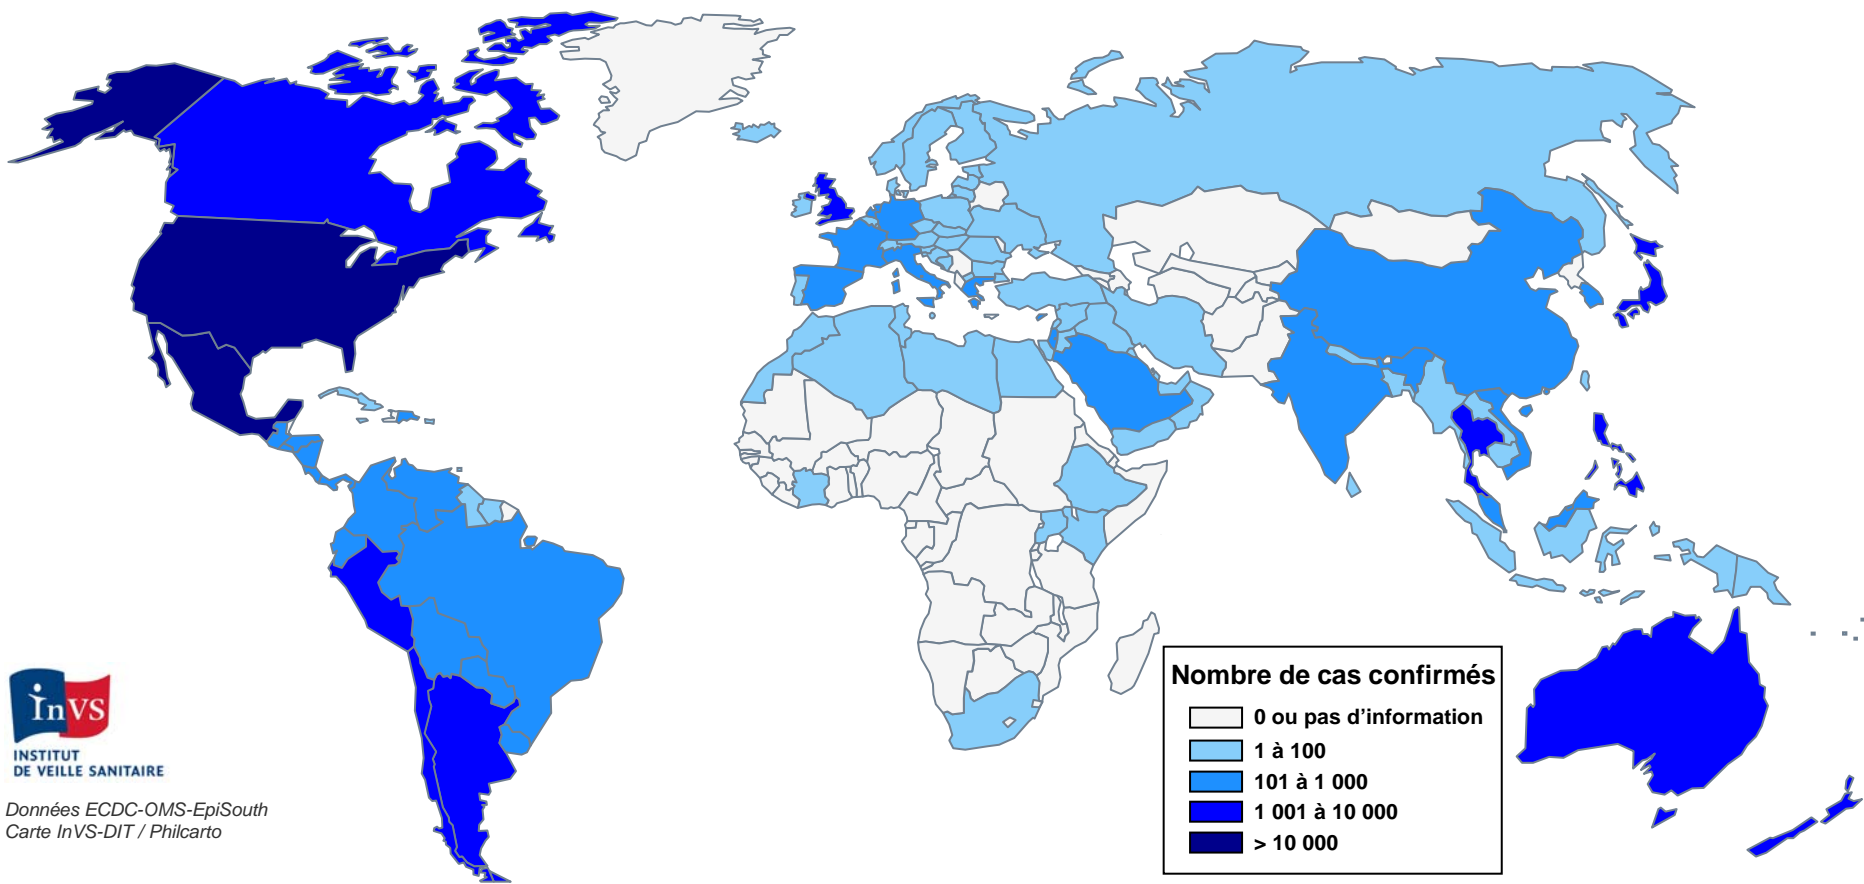 Nombre de cas confirmés
0 ou pas d’information
1 à 100
101 à 1 000
1 001 à 10 000
> 10 000
InVS
INSTITUT
DE VEILLE SANITAIRE
Données ECDC-OMS-EpiSouth
Carte InVS-DIT / Philcarto